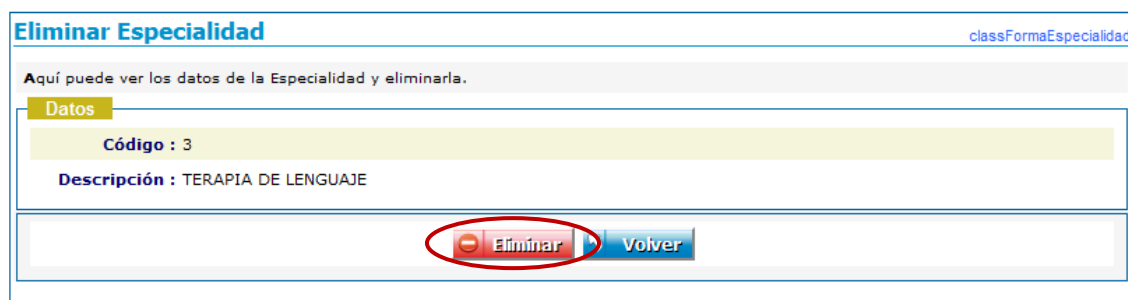 Eliminar Especialidad
classFormaEspecialidad
Aquí puede ver los datos de la Especialidad y eliminarla.
Datos
Código : 3
Descripción : TERAPIA DE LENGUAJE
Eliminar Volver